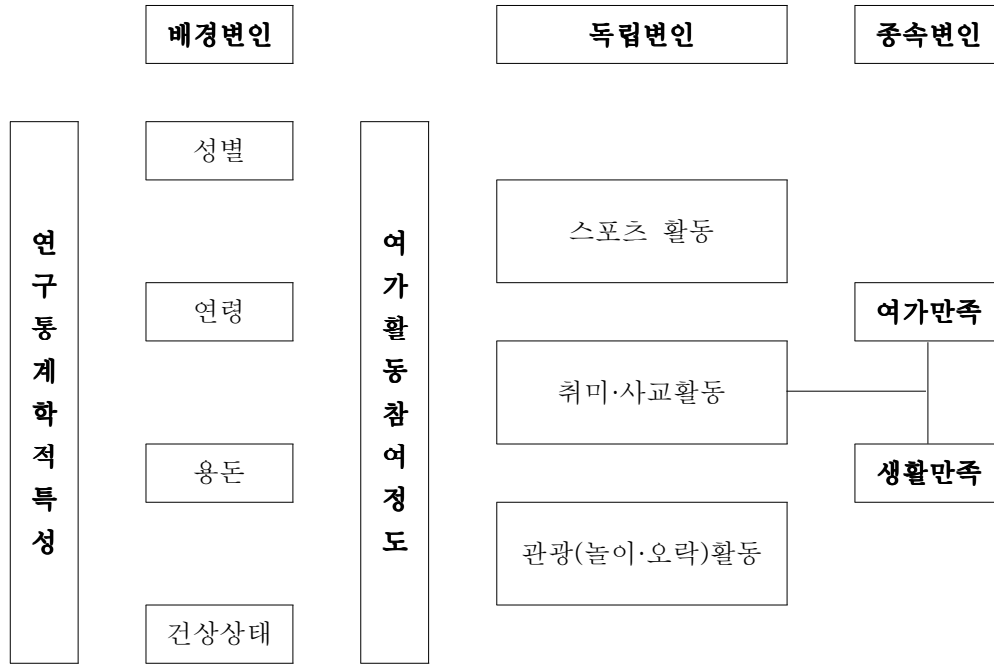 배경변인
독립변인
종속변인
연구통계학적특성
성별
연령
용돈
건상상태
여가활동참여정도
스포츠 활동
취미·사교활동
관광(놀이·오락)활동
여가만족
생활만족